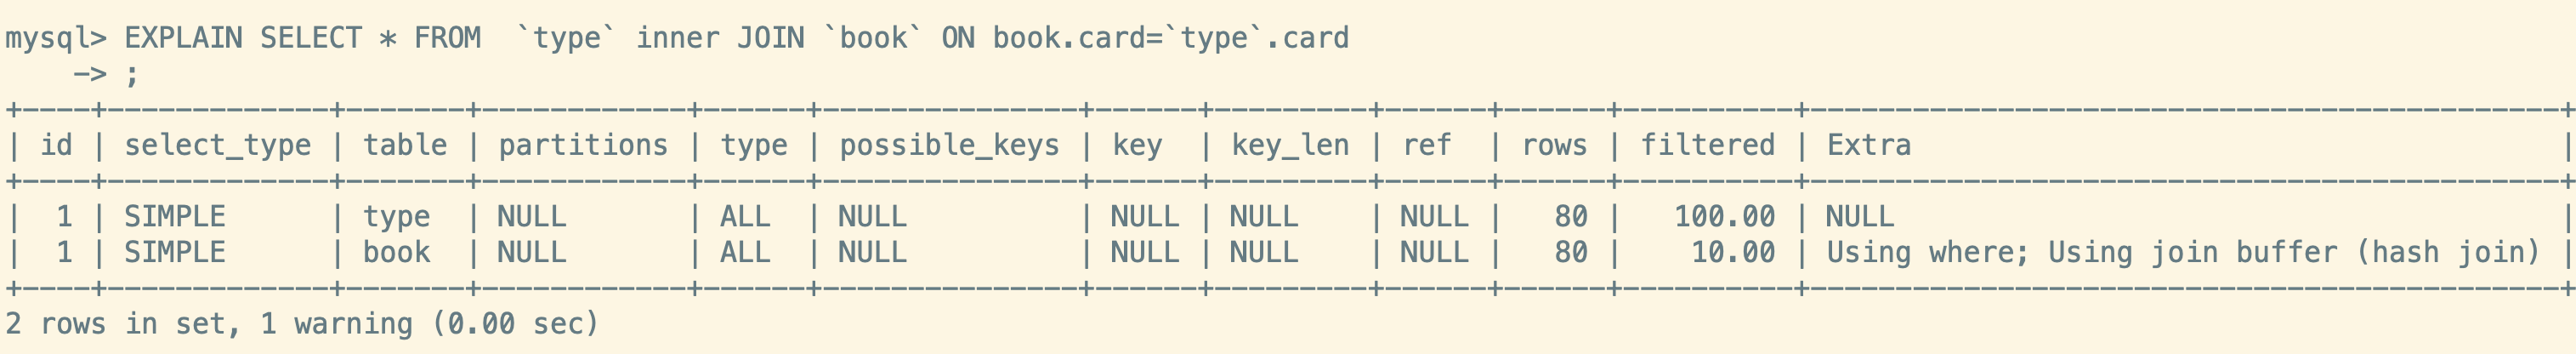 mysql> EXPLAIN SELECT * FROM  `type` inner JOIN `book` ON book.card=`type`.card
    -> ;
+----+-------------+-------+------------+------+---------------+------+---------+------+------+----------+--------------------------------------------+
| id | select_type | table | partitions | type | possible_keys | key  | key_len | ref  | rows | filtered | Extra                                      |
+----+-------------+-------+------------+------+---------------+------+---------+------+------+----------+--------------------------------------------+
|  1 | SIMPLE      | type  | NULL       | ALL  | NULL          | NULL | NULL    | NULL |   80 |   100.00 | NULL                                       |
|  1 | SIMPLE      | book  | NULL       | ALL  | NULL          | NULL | NULL    | NULL |   80 |    10.00 | Using where; Using join buffer (hash join) |
+----+-------------+-------+------------+------+---------------+------+---------+------+------+----------+--------------------------------------------+
2 rows in set, 1 warning (0.00 sec)